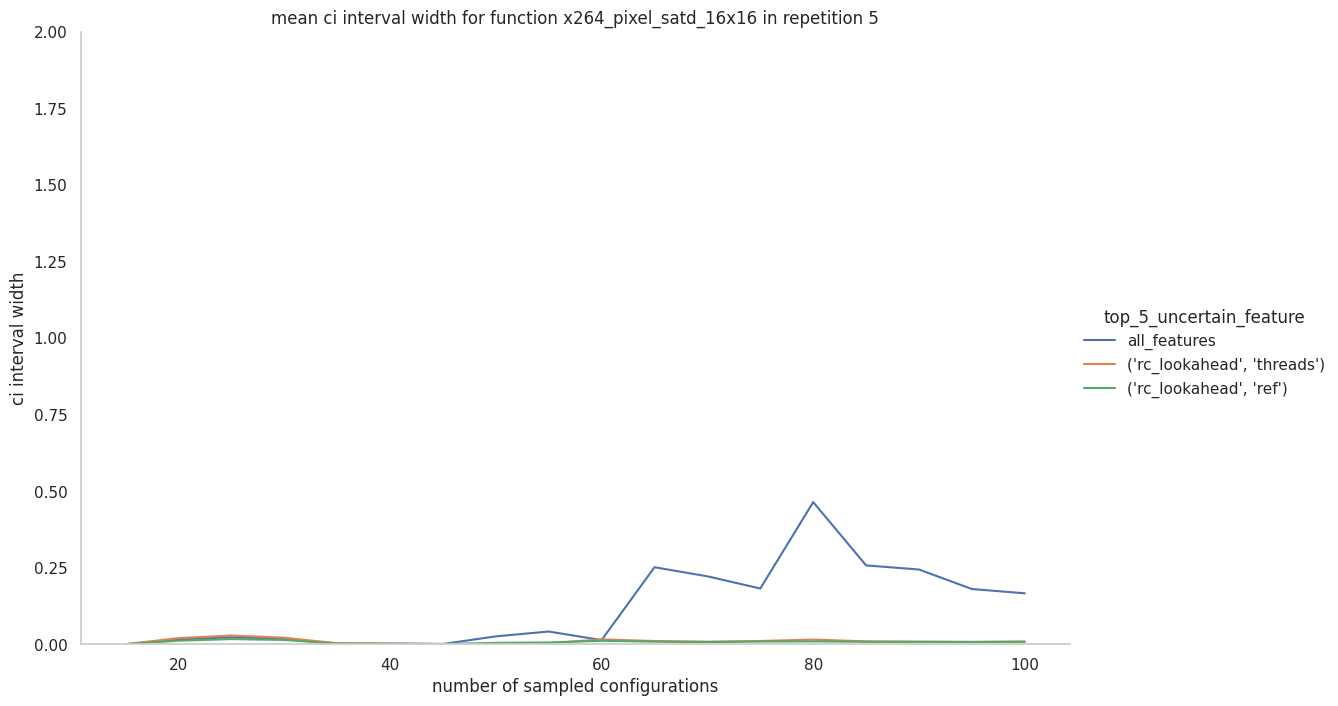 mean ci interval width for function x264_pixel_satd_16x16 in repetition 5
2.00
1.75
1.50
1.25
1.00
0.75
0.50
0.25
0.00
ci interval width
20
40
60
80
100
number of sampled configurations
top_5_uncertain_feature
all_features
('rc_lookahead', 'threads')
('rc_lookahead', 'ref')